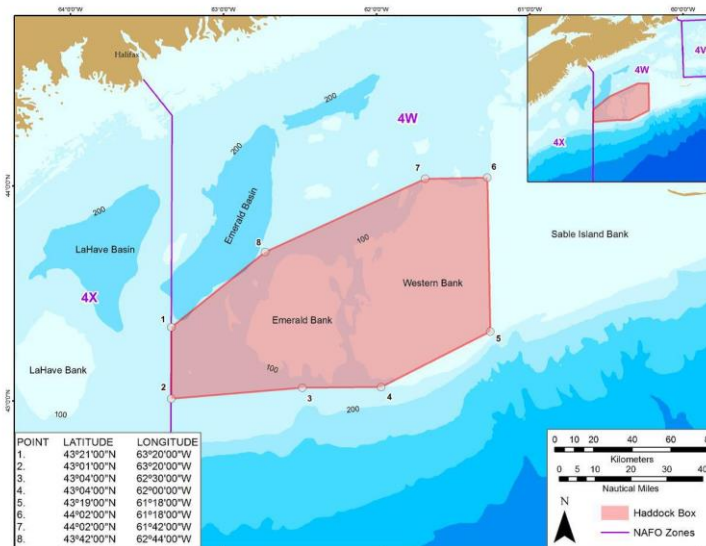 64°0'0"W
63°0'0"W
62°0'0"W
61°0'0"W
60°0'0"W
Halifax
200
4W
4V
4W
4X
200
44°0'0"N
200
Emerald Basin
7
6
8
100
LaHave Basin
Sable Island Bank
4X
Western Bank
1
Emerald Bank
5
LaHave Bank
100
2
3
4
43°0'0"N
100
200
POINT LATITUDE LONGITUDE
1. 43°21'00"N 63°20'00"W
2. 43°01'00"N 63°20'00"W
3. 43°04'00"N 62°30'00"W
4. 43°04'00"N 62°00'00"W
5. 43°19'00"N 61°18'00"W
6. 44°02'00"N 61°18'00"W
7. 44°02'00"N 61°42'00"W
8. 43°42'00"N 62°44'00"W
0 10 20 40 60 80
Kilometers
0 5 10 20 30 40
Nautical Miles
N
Haddock Box
NAFO Zones